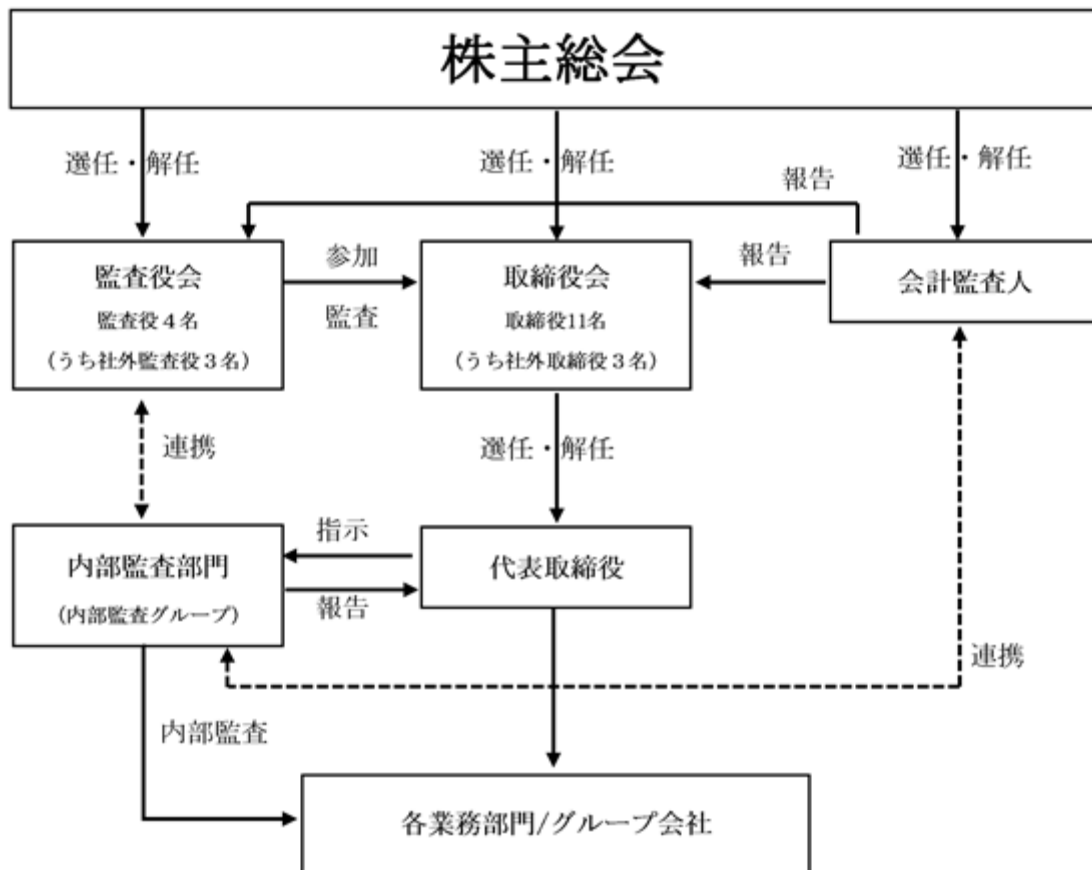 株主総会
選任・解任
選任・解任
選任・解任
報告
監査役会
監査役４名
（うち社外監査役３名）
参加
監査
取締役会
取締役11名
（うち社外取締役３名）
報告
会計監査人
連携
選任・解任
内部監査部門
（内部監査グループ）
指示
報告
代表取締役
連携
内部監査
各業務部門/グループ会社